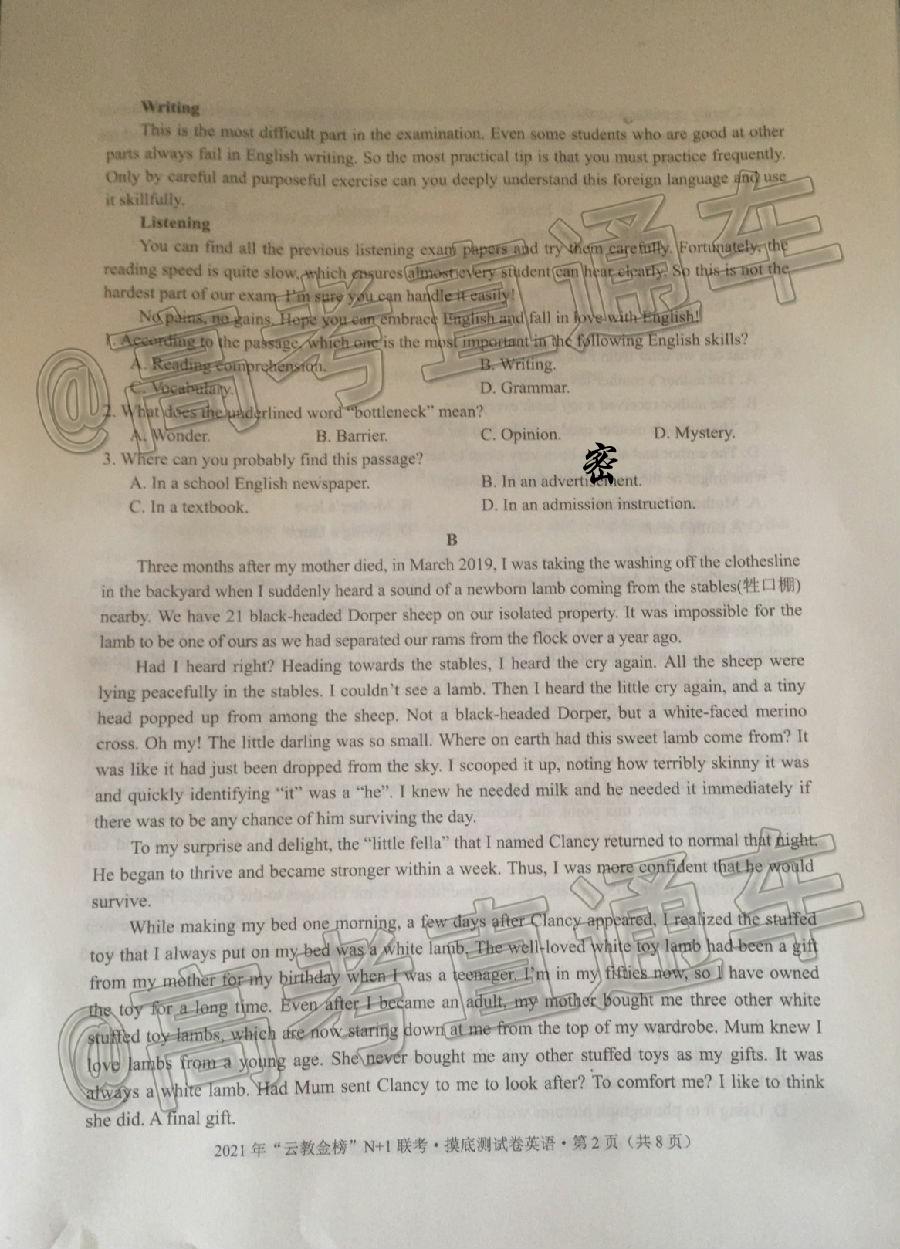 Writing
This is the most difficult part in the examination. Even some students who are good at other
parts always fail in English writing. So the most practical tip is that you must practice frequently.
Only by careful and purposeful exercise can you deeply understand this foreign language and use
it skillfully.
Listening
You can find all the previous listening exam papers and try them carefully. Fortunately, the
reading speed is quite slow, which ensures almost every student can hear clearly. So this is not the
hardest part of our exam. I'm sure you can handle it easily!
No pains, no gains. Hope you can embrace English and fall in love with English!
1. According to the passage, which one is the most important in the following English skills?
A. Reading comprehension. B. Writing.
C. Vocabulary. D. Grammar.
2. What does the underlined word "bottleneck" mean?
A. Wonder. B. Barrier. C. Opinion. D. Mystery.
3. Where can you probably find this passage?
A. In a school English newspaper. B. In an advertisement.
C. In a textbook. D. In an admission instruction.
密
B
Three months after my mother died, in March 2019, I was taking the washing off the clothesline
in the backyard when I suddenly heard a sound of a newborn lamb coming from the stables(牲口棚)
nearby. We have 21 black-headed Dorper sheep on our isolated property. It was impossible for the
lamb to be one of ours as we had separated our rams from the flock over a year ago.
Had I heard right? Heading towards the stables, I heard the cry again. All the sheep were
lying peacefully in the stables. I couldn't see a lamb. Then I heard the little cry again, and a tiny
head popped up from among the sheep. Not a black-headed Dorper, but a white-faced merino
cross. Oh my! The little darling was so small. Where on earth had this sweet lamb come from? It
was like it had just been dropped from the sky. I scooped it up, noting how terribly skinny it was
and quickly identifying "it" was a "he". I knew he needed milk and he needed it immediately if
there was to be any chance of him surviving the day.
To my surprise and delight, the "little fella" that I named Clancy returned to normal that night.
He began to thrive and became stronger within a week. Thus, I was more confident that he would
survive.
While making my bed one morning, a few days after Clancy appeared, I realized the stuffed
toy that I always put on my bed was a white lamb. The well-loved white toy lamb had been a gift
from my mother for my birthday when I was a teenager. I'm in my fifties now, so I have owned
the toy for a long time. Even after I became an adult, my mother bought me three other white
stuffed toy lambs, which are now staring down at me from the top of my wardrobe. Mum knew I
love lambs from a young age. She never bought me any other stuffed toys as my gifts. It was
always a white lamb. Had Mum sent Clancy to me to look after? To comfort me? I like to think
she did. A final gift.
2021年"云教金榜"N+1联考·摸底测试卷英语·第2页(共8页)
@高考直通车
@高考直通车